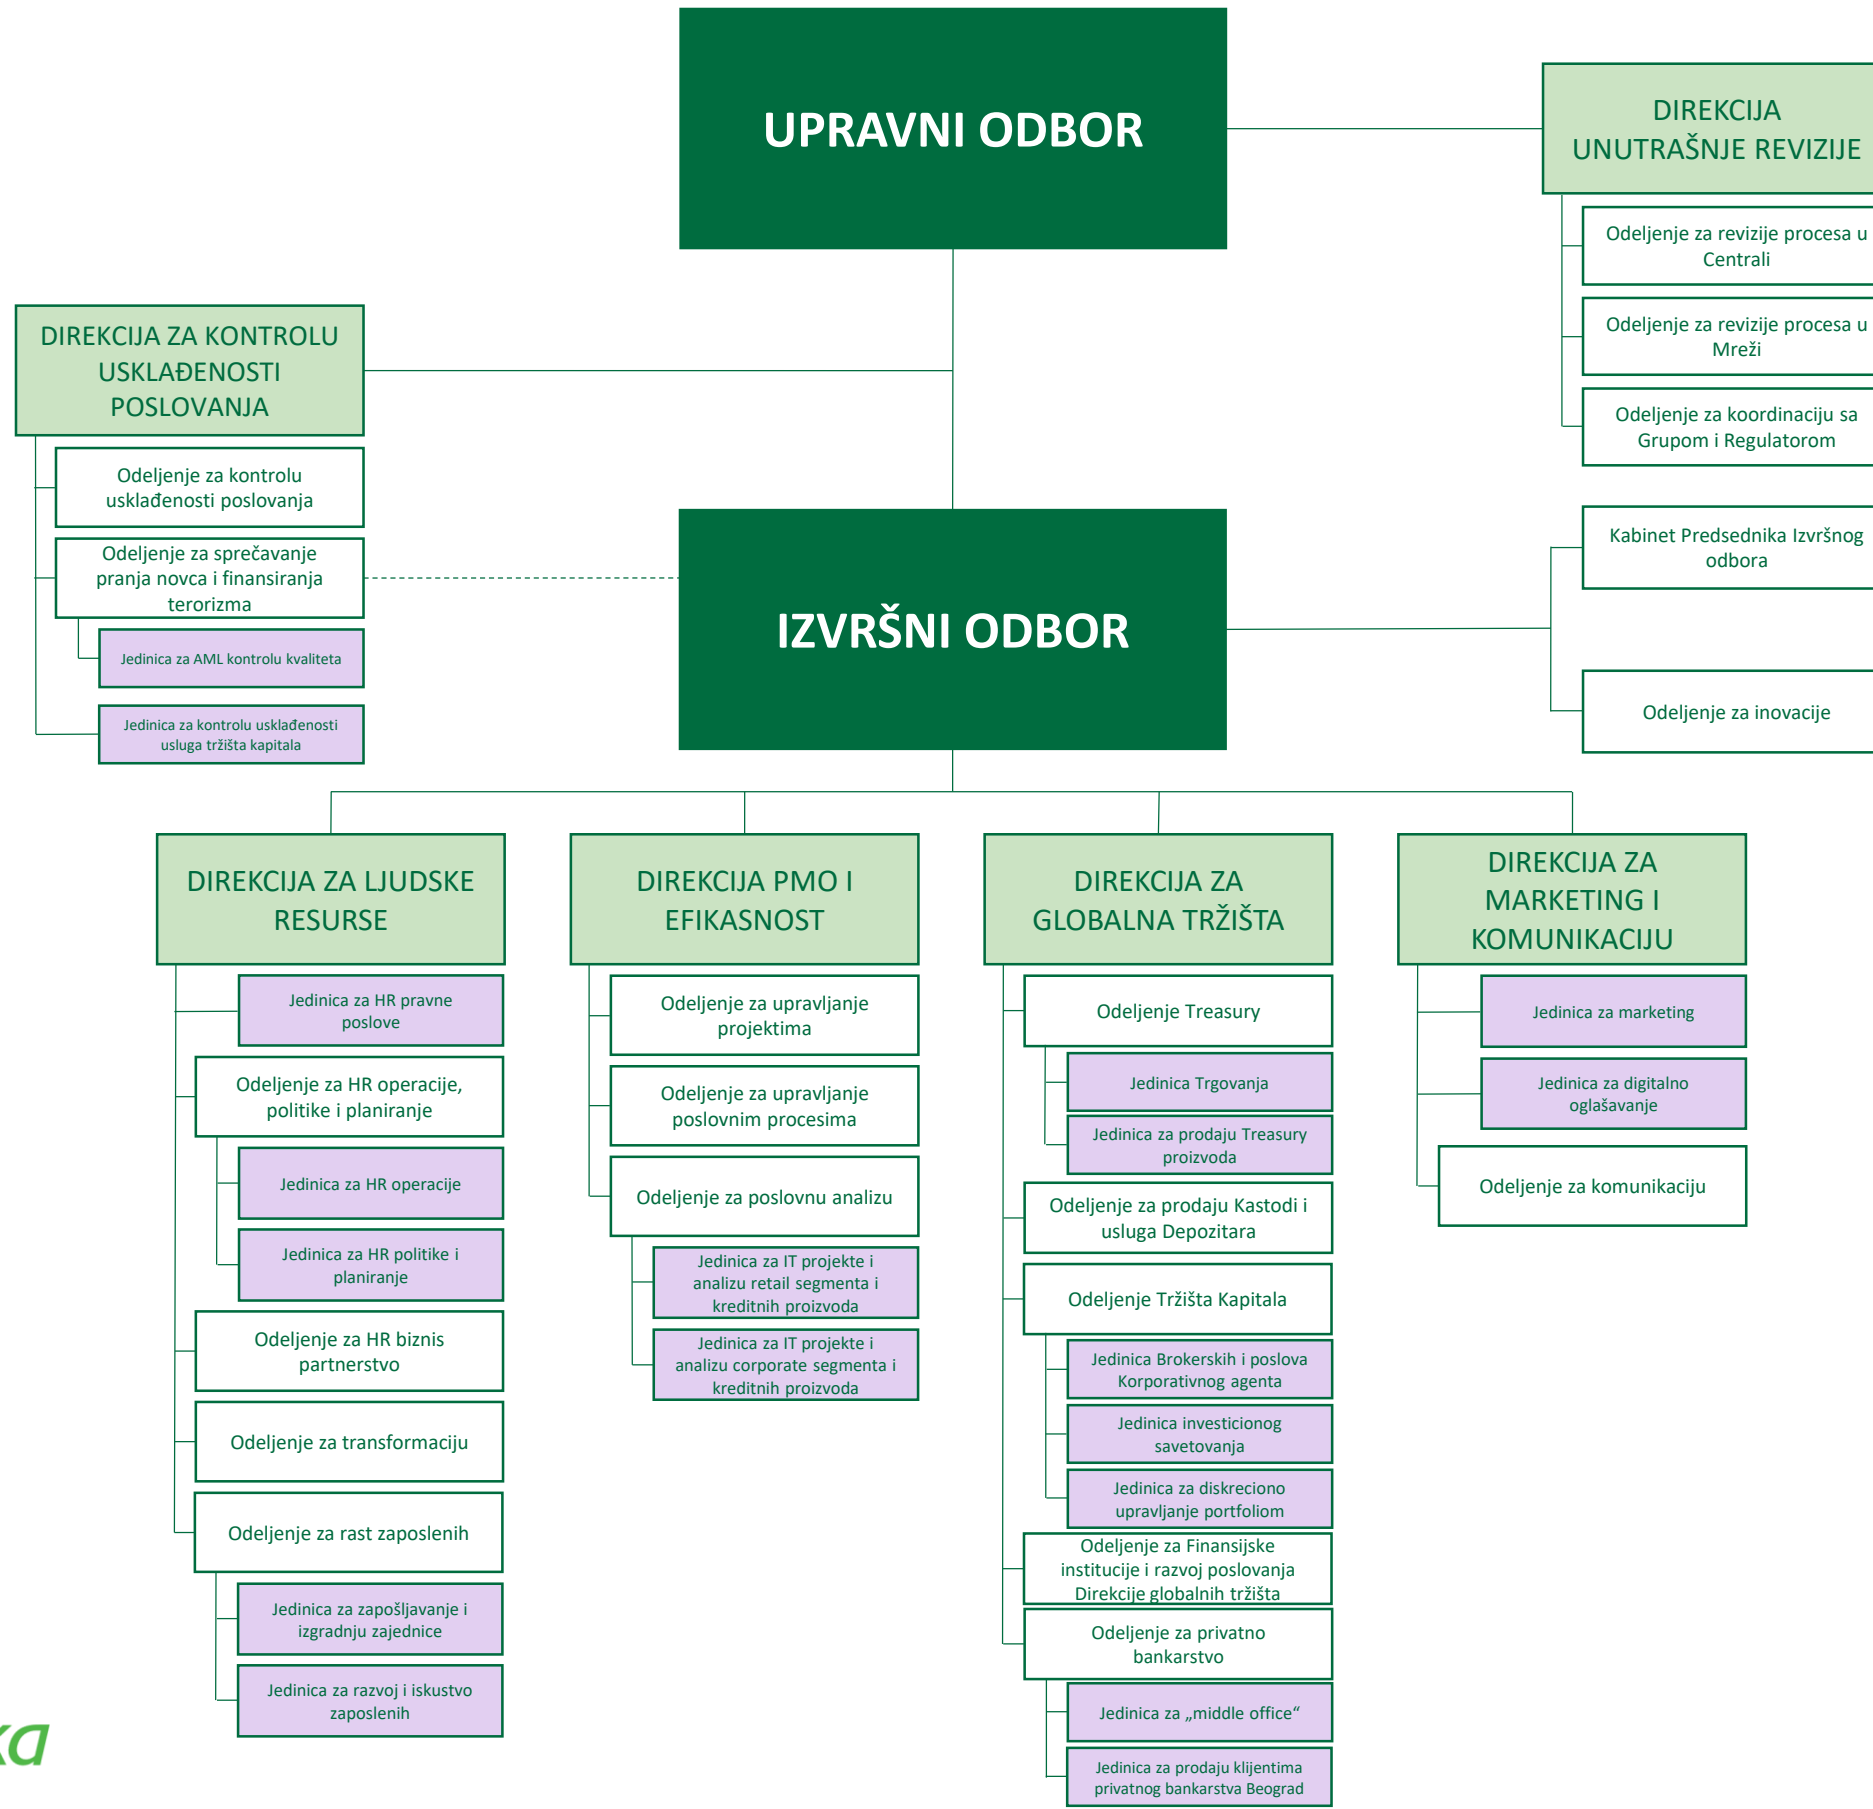 UPRAVNI ODBOR
DIREKCIJA
UNUTRAŠNJE REVIZIJE
Odeljenje za revizije procesa u
Centrali
Odeljenje za revizije procesa u
Mreži
Odeljenje za koordinaciju sa
Grupom i Regulatorom
DIREKCIJA ZA KONTROLU
USKLAĐENOSTI
POSLOVANJA
Odeljenje za kontrolu
usklađenosti poslovanja
Odeljenje za sprečavanje
pranja novca i finansiranja
terorizma
Jedinica za AML kontrolu kvaliteta
Jedinica za kontrolu usklađenosti
usluga tržišta kapitala
IZVRŠNI ODBOR
Kabinet Predsednika Izvršnog
odbora
Odeljenje za inovacije
DIREKCIJA ZA LJUDSKE
RESURSE
Jedinica za HR pravne
poslove
Odeljenje za HR operacije,
politike i planiranje
Jedinica za HR operacije
Jedinica za HR politike i
planiranje
Odeljenje za HR biznis
partnerstvo
Odeljenje za transformaciju
Odeljenje za rast zaposlenih
Jedinica za zapošljavanje i
izgradnju zajednice
Jedinica za razvoj i iskustvo
zaposlenih
DIREKCIJA PMO I
EFIKASNOST
Odeljenje za upravljanje
projektima
Odeljenje za upravljanje
poslovnim procesima
Odeljenje za poslovnu analizu
Jedinica za IT projekte i
analizu retail segmenta i
kreditnih proizvoda
Jedinica za IT projekte i
analizu corporate segmenta i
kreditnih proizvoda
DIREKCIJA ZA
GLOBALNA TRŽIŠTA
Odeljenje Treasury
Jedinica Trgovanja
Jedinica za prodaju Treasury
proizvoda
Odeljenje za prodaju Kastodi i
usluga Depozitara
Odeljenje Tržišta Kapitala
Jedinica Brokerskih i poslova
Korporativnog agenta
Jedinica investicionog
savetovanja
Jedinica za diskreciono
upravljanje portfoliom
Odeljenje za Finansijske
institucije i razvoj poslovanja
Direkcije globalnih tržišta
Odeljenje za privatno
bankarstvo
Jedinica za „middle office“
Jedinica za prodaju klijentima
privatnog bankarstva Beograd
DIREKCIJA ZA
MARKETING I
KOMUNIKACIJU
Jedinica za marketing
Jedinica za digitalno
oglašavanje
Odeljenje za komunikaciju